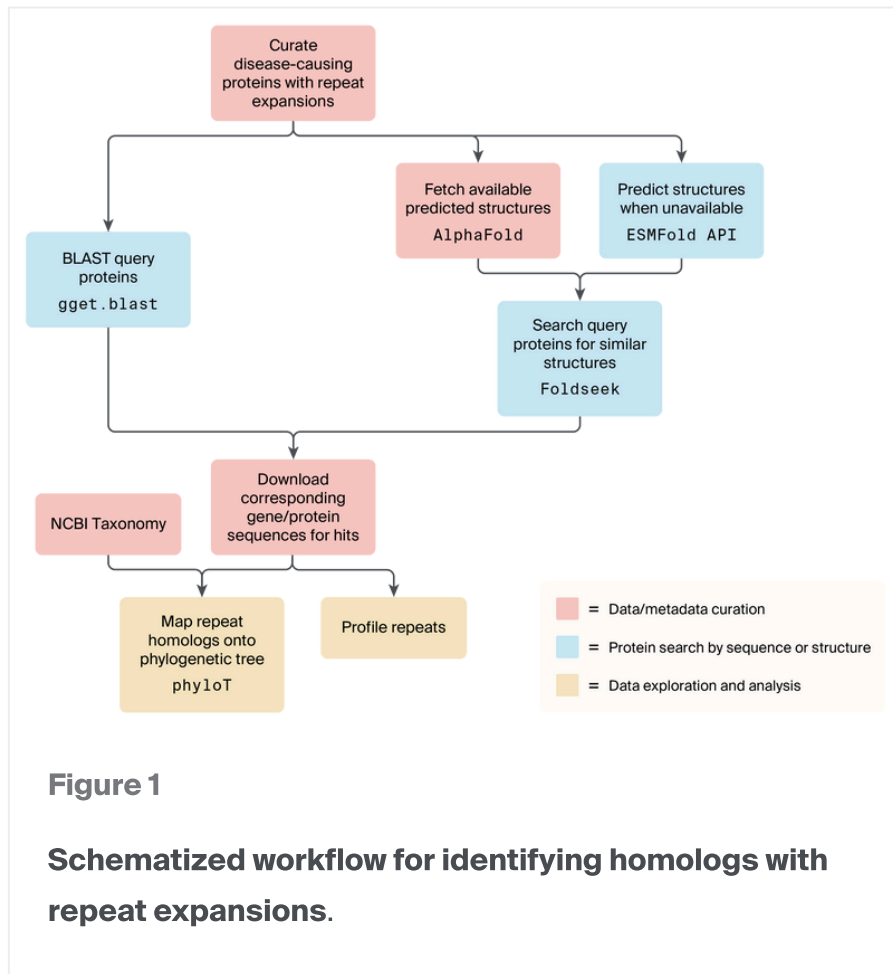 Curate
disease-causing
proteins with repeat
expansions
Fetch available
predicted structures
AlphaFold
Predict structures
when unavailable
ESMFold API
BLAST query
proteins
gget.blast
Search query
proteins for similar
structures
Foldseek
Download
corresponding
gene/protein
sequences for hits
NCBI Taxonomy
Map repeat
homologs onto
phylogenetic tree
phyloT
Profile repeats
= Data/metadata curation
= Protein search by sequence or structure
= Data exploration and analysis
Figure 1
Schematized workflow for identifying homologs with
repeat expansions.